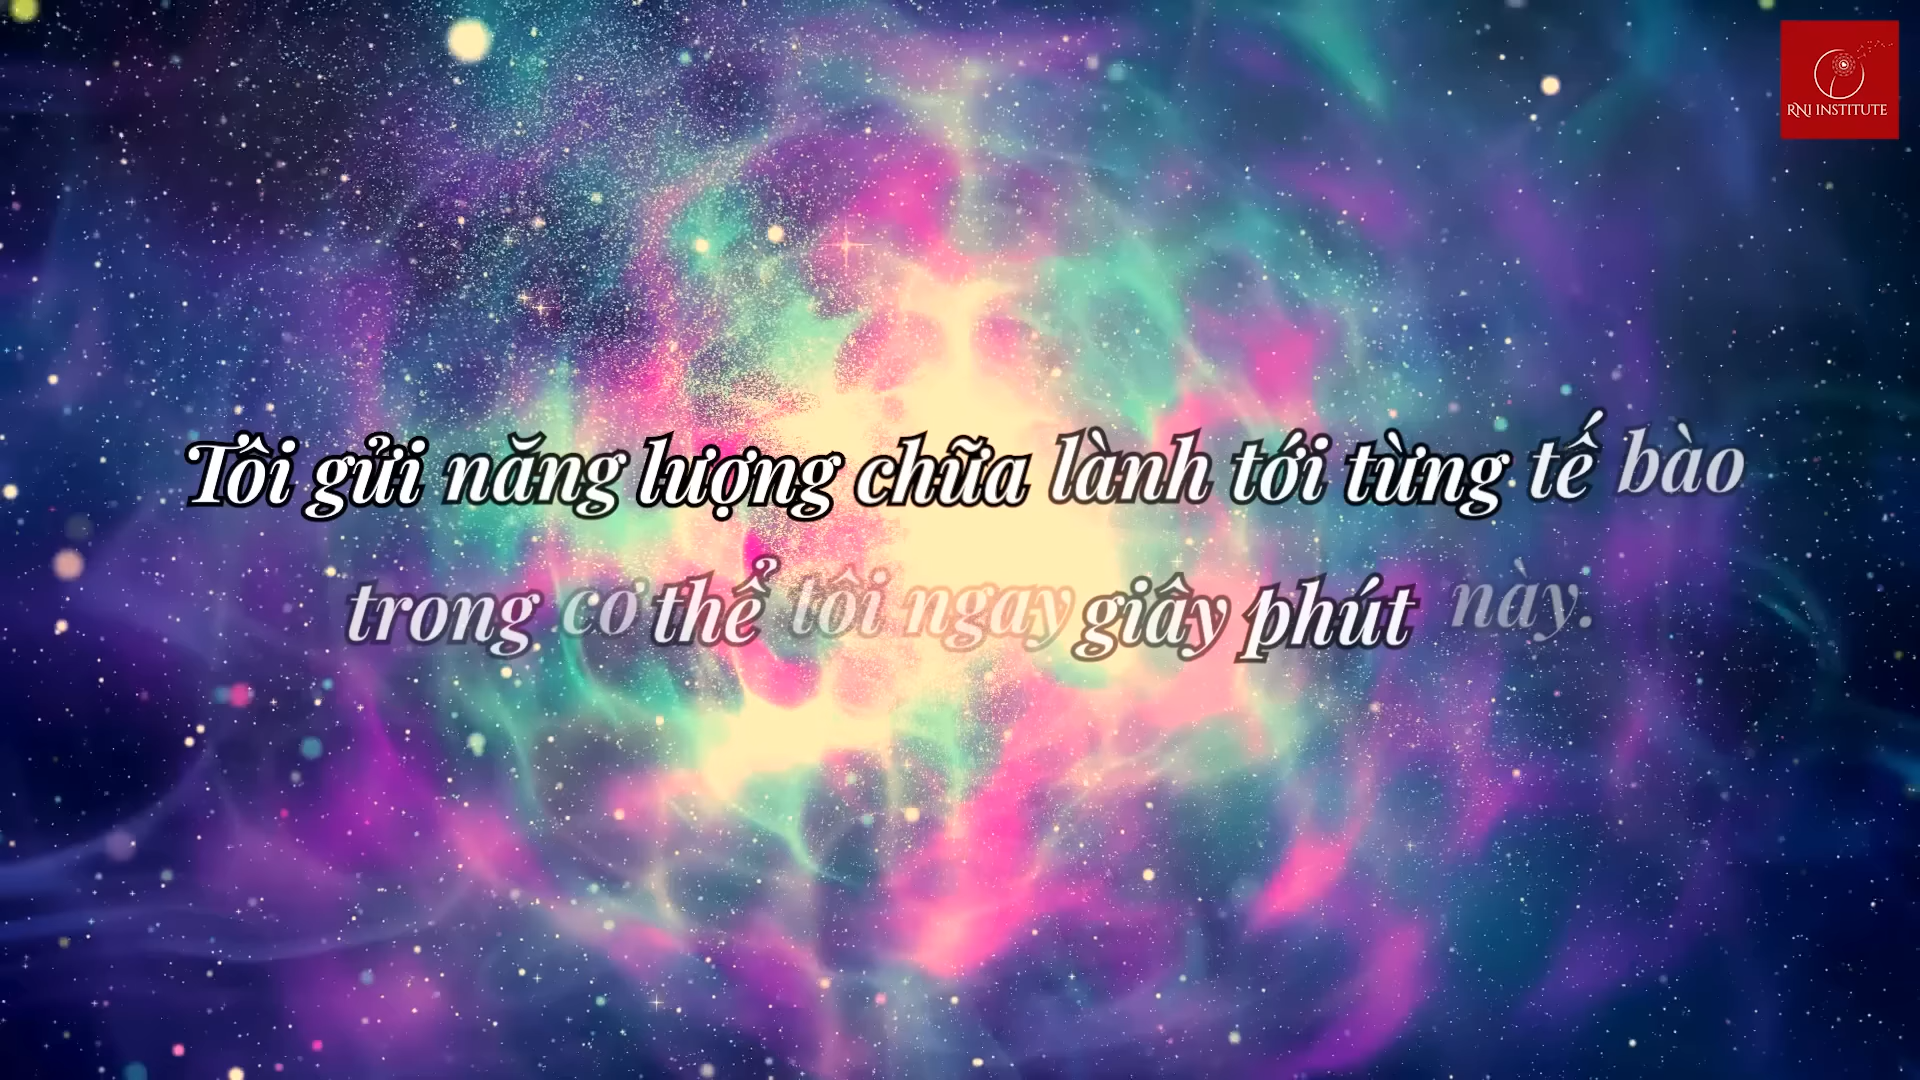 RNI INSTITUTE
Tôi gửi năng lượng chữa lành tới từng tế bào
trong cơ thể tôi ngay giây phút này.